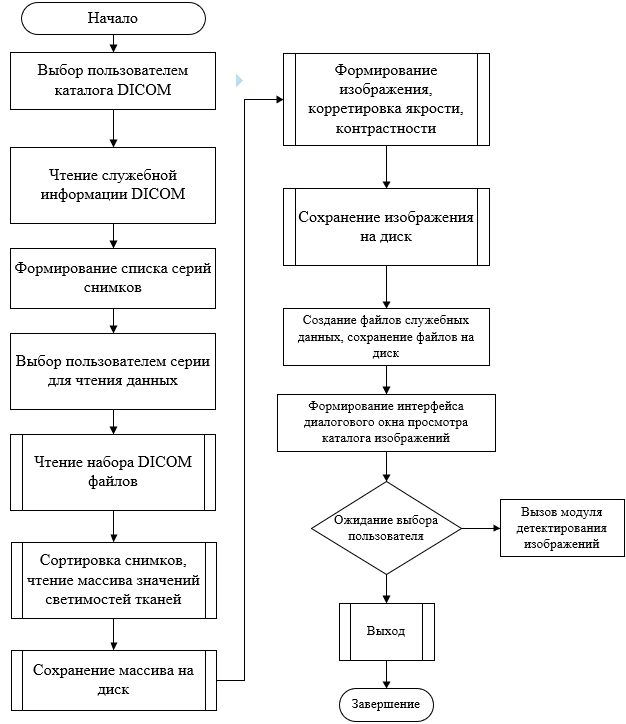 Начало
Выбор пользователем
каталога DICOM
Чтение служебной
информации DICOM
Формирование списка серий
снимков
Выбор пользователем серии
для чтения данных
Чтение набора DICOM
файлов
Сортировка снимков,
чтение массива значений
светимостей тканей
Сохранение массива на
диск
Формирование
изображения,
корретировка якрости,
контрастности
Сохранение изображения
на диск
Создание файлов служебных
данных, сохранение файлов на
диск
Формирование интерфейса
диалогового окна просмотра
каталога изображений
Ожидание выбора
пользователя
Вызов модуля
детектирования
изображений
Выход
Завершение